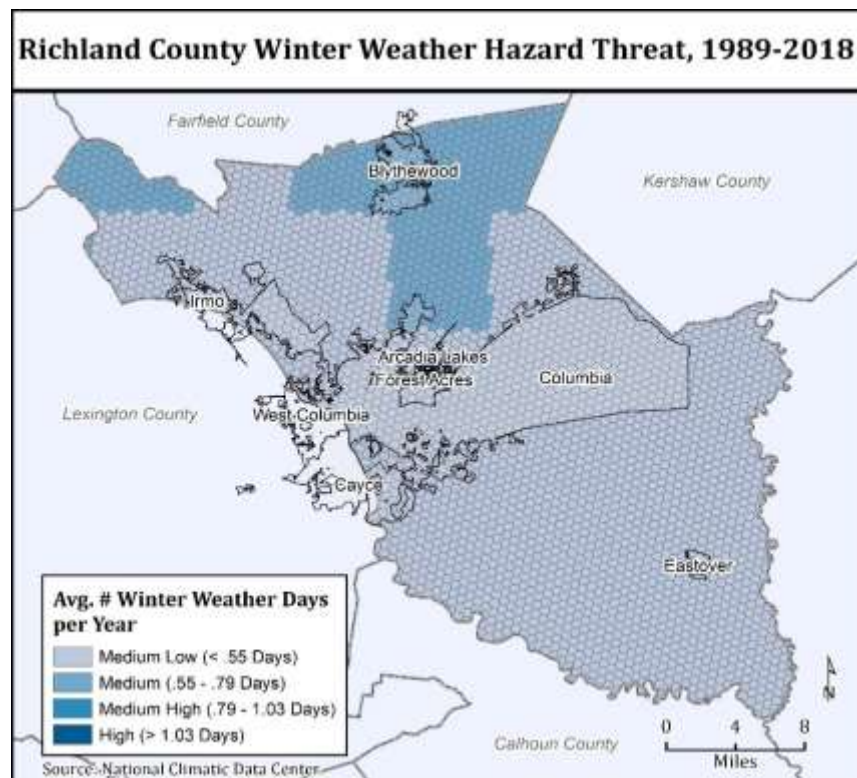 Richland County Winter Weather Hazard Threat, 1989-2018
Fairfield County
Blythewood
Kershaw County
Irmo
Arcadia Lakes
Forest Acres
Columbia
Lexington County
West Columbia
Cayce
Eastover
Avg. # Winter Weather Days
per Year
Medium Low (< .55 Days)
Medium (.55 - .79 Days)
Medium High (.79 - 1.03 Days)
High (> 1.03 Days)
N
0 4 8
Miles
Calhoun County
Source: National Climatic Data Center